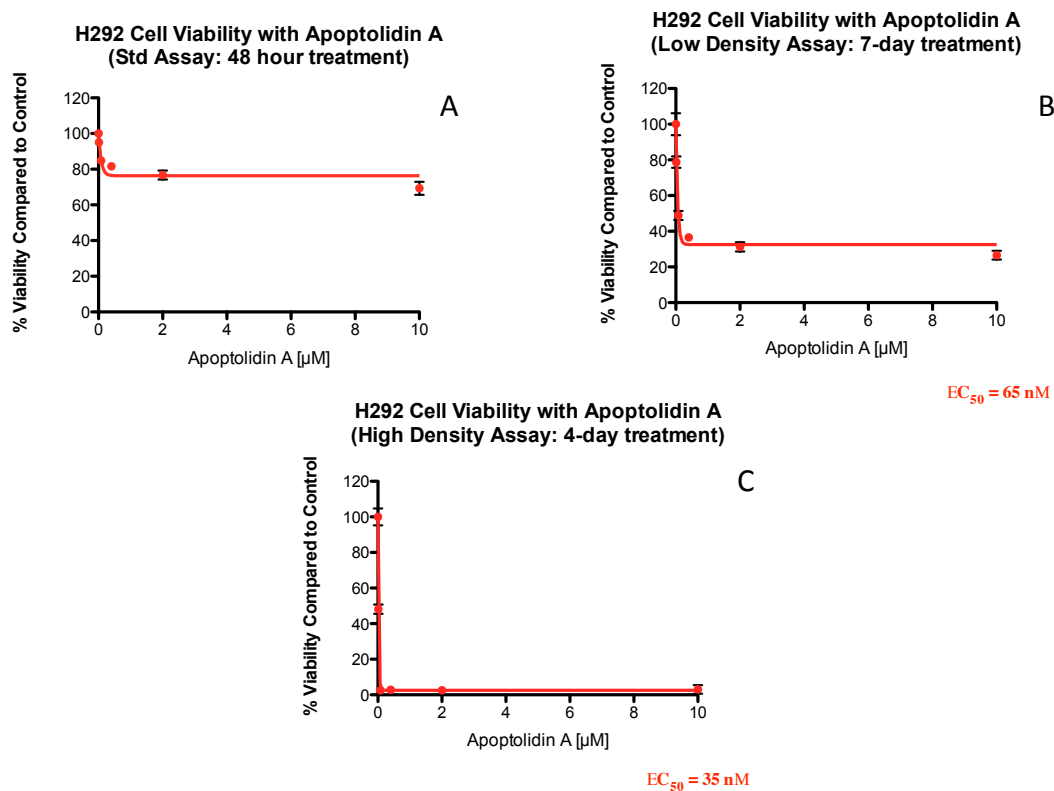 H292 Cell Viability with Apoptolidin A
(Std Assay: 48 hour treatment)
A
% Viability Compared to Control
120
100
80
60
40
20
0
0 2 4 6 8 10
Apoptolidin A [µM]
H292 Cell Viability with Apoptolidin A
(Low Density Assay: 7-day treatment)
B
% Viability Compared to Control
120
100
80
60
40
20
0
0 2 4 6 8 10
Apoptolidin A [µM]
EC50 = 65 nM
H292 Cell Viability with Apoptolidin A
(High Density Assay: 4-day treatment)
C
% Viability Compared to Control
120
100
80
60
40
20
0
0 2 4 6 8 10
Apoptolidin A [µM]
EC50 = 35 nM